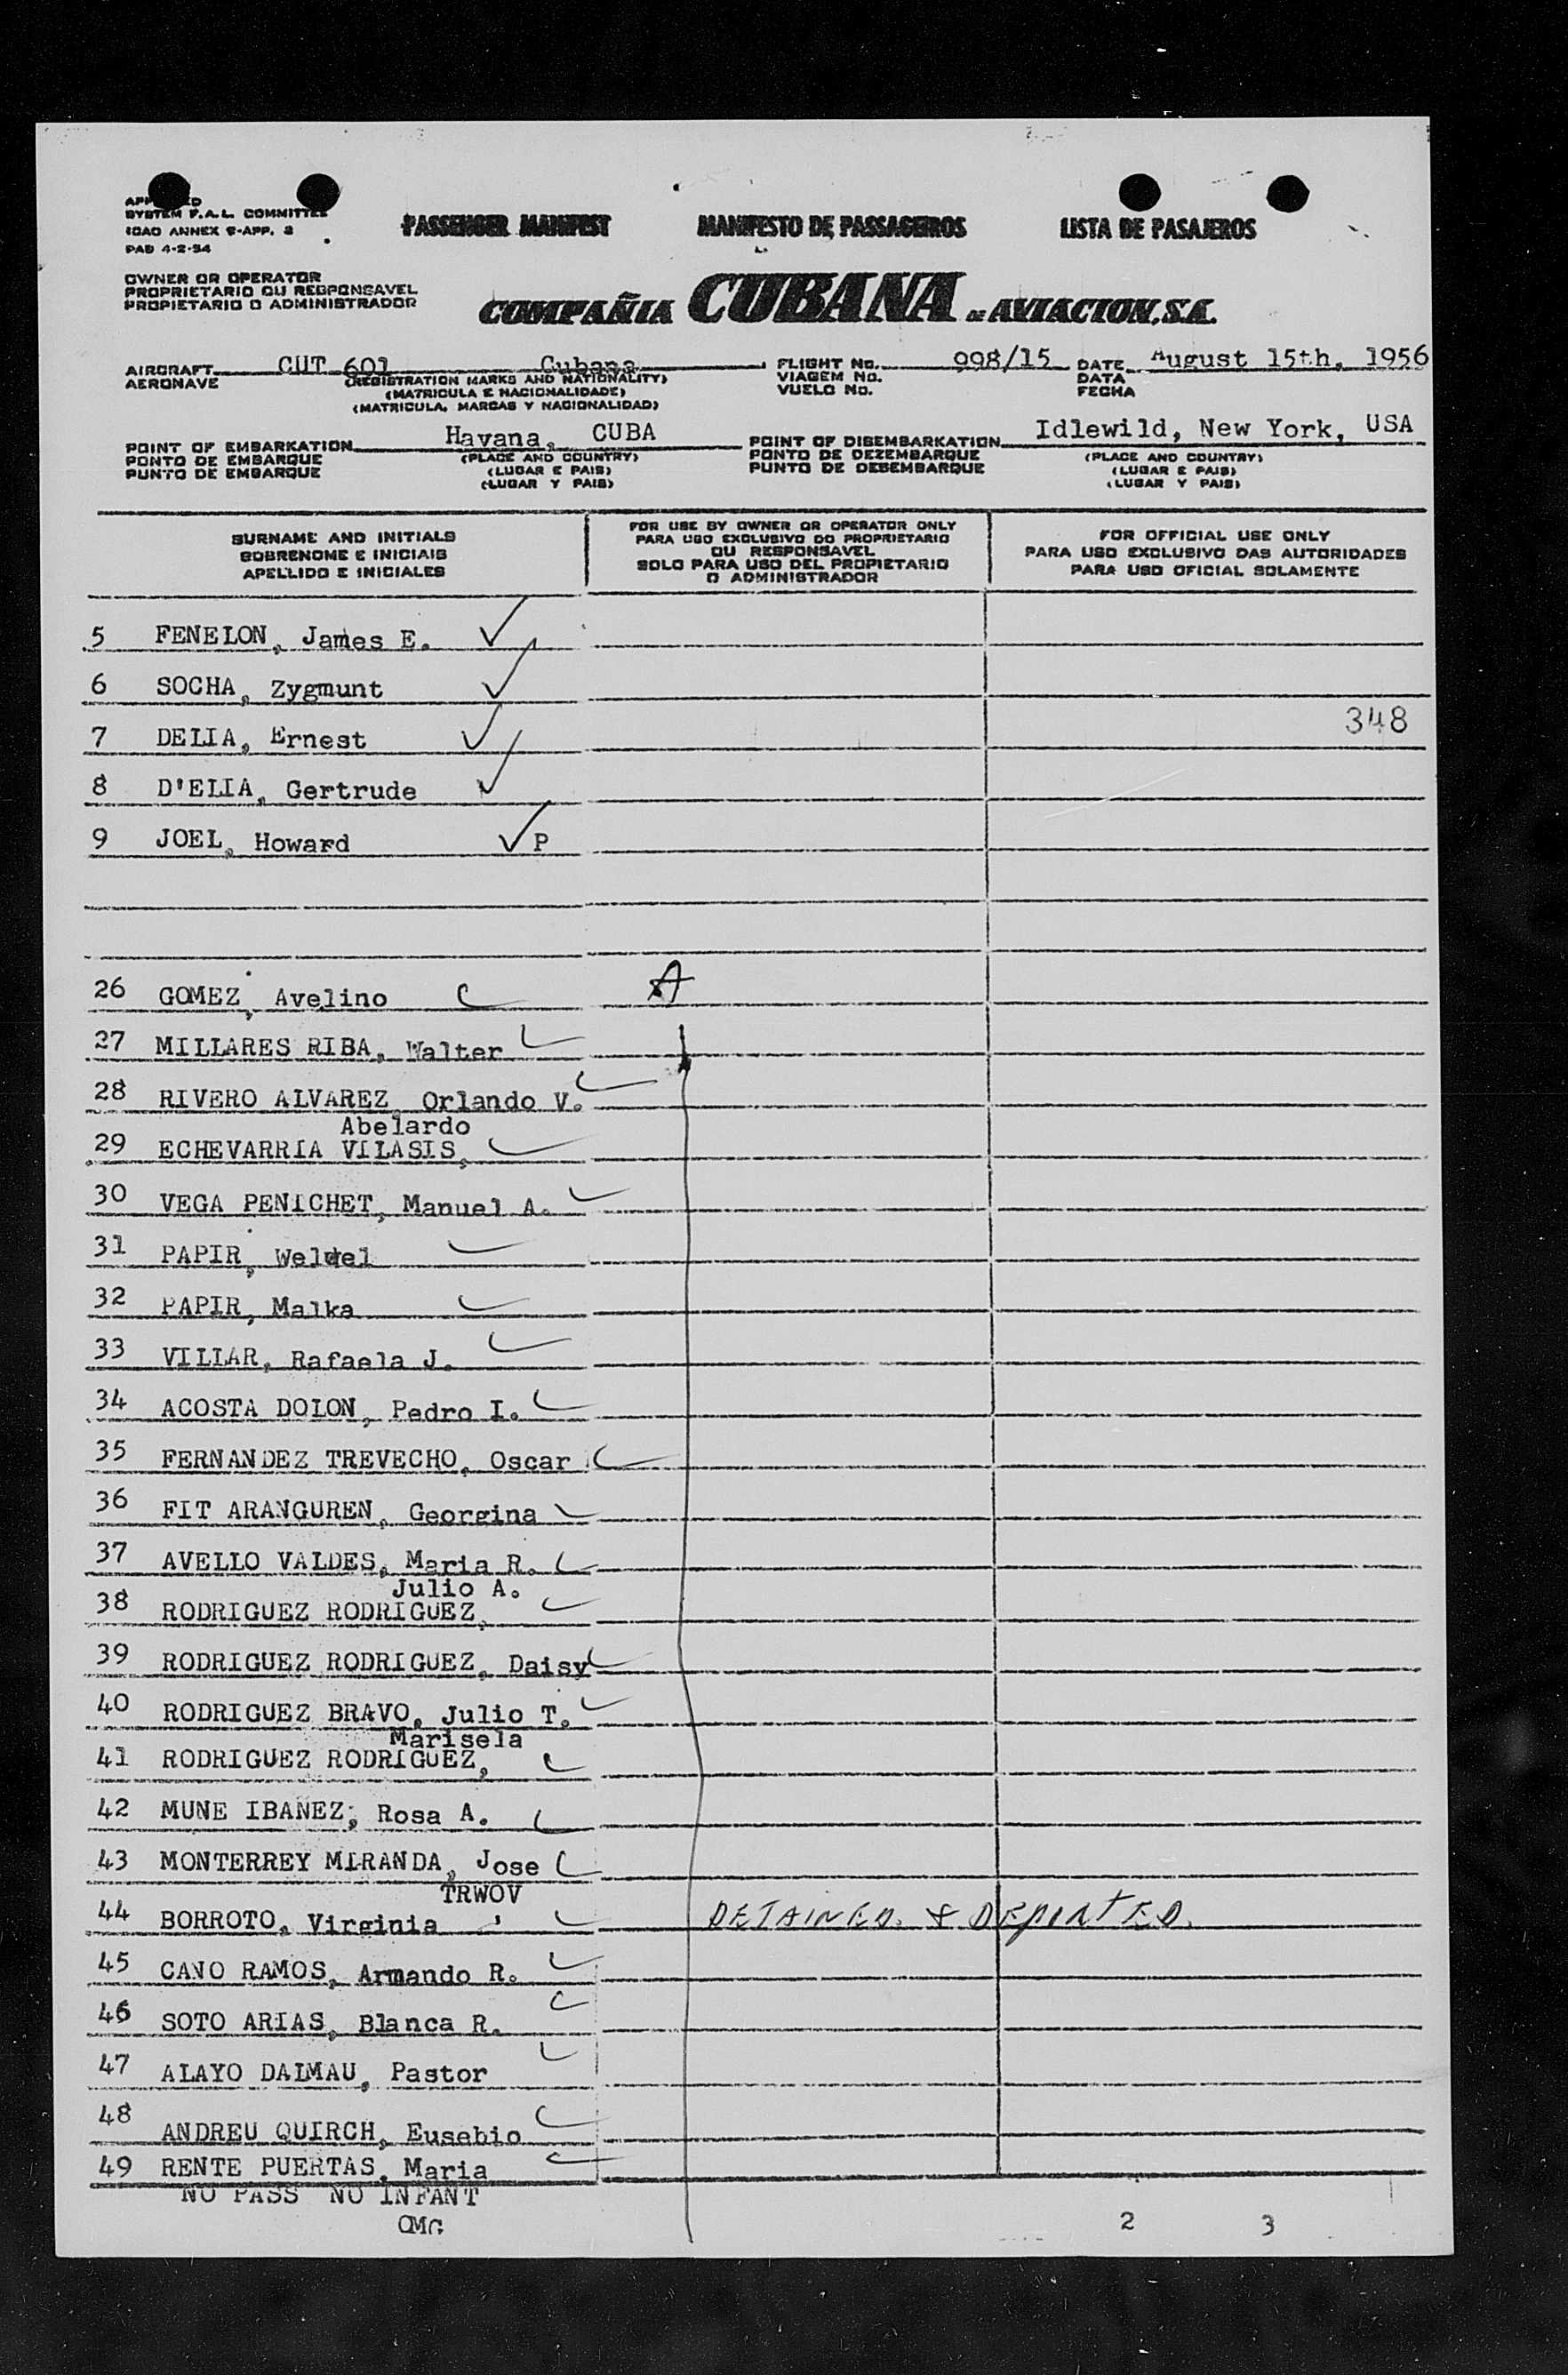 SYSTEM F.A.L. COMMITTEE
ICAO ANNEX 9-APP. 3
PAD 4-2-54
PASSENGER MANIFEST MANIFESTO DE PASSAGEIROS LISTA DE PASAJEROS
OWNER OR OPERATOR
PROPRIETARIO OU RESPONSAVEL
PROPIETARIO O ADMINISTRADOR
COMPAÑIA CUBANA DE AVIACION, S.A.
AIRCRAFT CUT 601 Cubana FLIGHT No. 998/15 DATE August 15th, 1956
AERONAVE (REGISTRATION MARKS AND NATIONALITY) VIAGEM No. DATA
(MATRICULA E NACIONALIDADE) VUELO No. FECHA
(MATRICULA, MARCAS Y NACIONALIDAD)
POINT OF EMBARKATION Havana, CUBA POINT OF DISEMBARKATION Idlewild, New York, USA
PONTO DE EMBARQUE (PLACE AND COUNTRY) PONTO DE DEZEMBARQUE (PLACE AND COUNTRY)
PUNTO DE EMBARQUE (LUGAR E PAIS) PUNTO DE DESEMBARQUE (LUGAR E PAIS)
(LUGAR Y PAIS) (LUGAR Y PAIS)
SURNAME AND INITIALS
SOBRENOME E INICIAIS
APELLIDO E INICIALES
FOR USE BY OWNER OR OPERATOR ONLY
PARA USO EXCLUSIVO DO PROPRIETARIO
OU RESPONSAVEL
SOLO PARA USO DEL PROPIETARIO
O ADMINISTRADOR
FOR OFFICIAL USE ONLY
PARA USO EXCLUSIVO DAS AUTORIDADES
PARA USO OFICIAL SOLAMENTE
5 FENELON, James E. ✓
6 SOCHA, Zygmunt ✓
348
7 DELIA, Ernest ✓
8 D'ELIA, Gertrude ✓
9 JOEL, Howard ✓ P
26 GOMEZ, Avelino A
27 MILLARES RIBA, Walter
28 RIVERO ALVAREZ, Orlando V.
Abelardo
29 ECHEVARRIA VILASIS,
30 VEGA PENICHET, Manuel A.
31 PAPIR,
32 PAPIR, Malka
33 VILLAR, Rafaela J.
34 ACOSTA DOLON, Pedro I.
35 FERNANDEZ TREVECHO, Oscar
36 FIT ARANGUREN, Georgina
37 AVELLO VALDES, Maria R.
Julio A.
38 RODRIGUEZ RODRIGUEZ,
39 RODRIGUEZ RODRIGUEZ, Daisy
40 RODRIGUEZ BRAVO, Julio T.
Marisela
41 RODRIGUEZ RODRIGUEZ,
42 MUNE IBANEZ, Rosa A.
43 MONTERREY MIRANDA, Jose
TRWOV
44 BORROTO, Virginia DETAINED. & DEPORTED.
45 CANO RAMOS, Armando R.
46 SOTO ARIAS, Blanca R.
47 ALAYO DALMAU, Pastor
48 ANDREU QUIRCH, Eusebio
49 RENTE PUERTAS, Maria
NO PASS NO INFANT
OMG 2 3